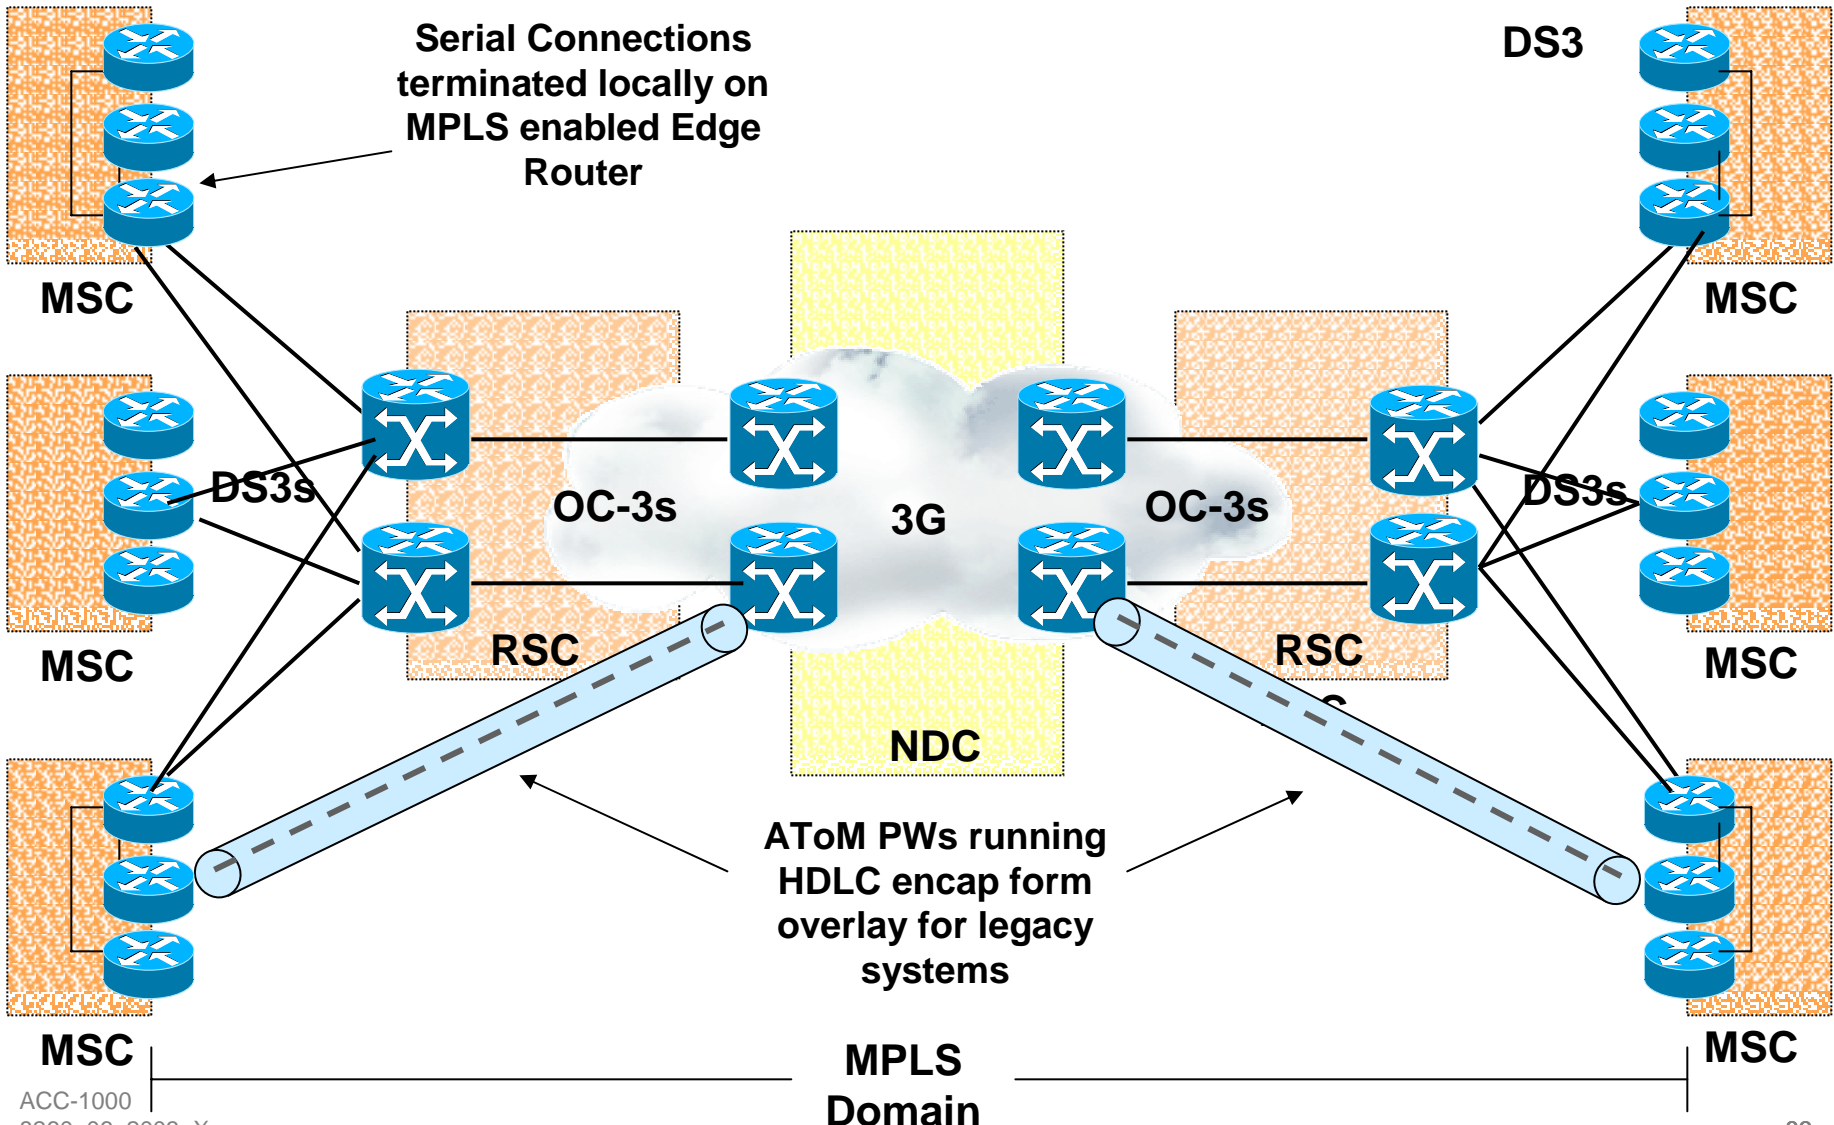 Serial Connections
terminated locally on
MPLS enabled Edge
Router
DS3
MSC
MSC
DS3s
OC-3s
3G
OC-3s
DS3s
RSC
RSC
MSC
MSC
NDC
AToM PWs running
HDLC encap form
overlay for legacy
systems
MSC
MSC
MPLS
Domain
ACC-1000